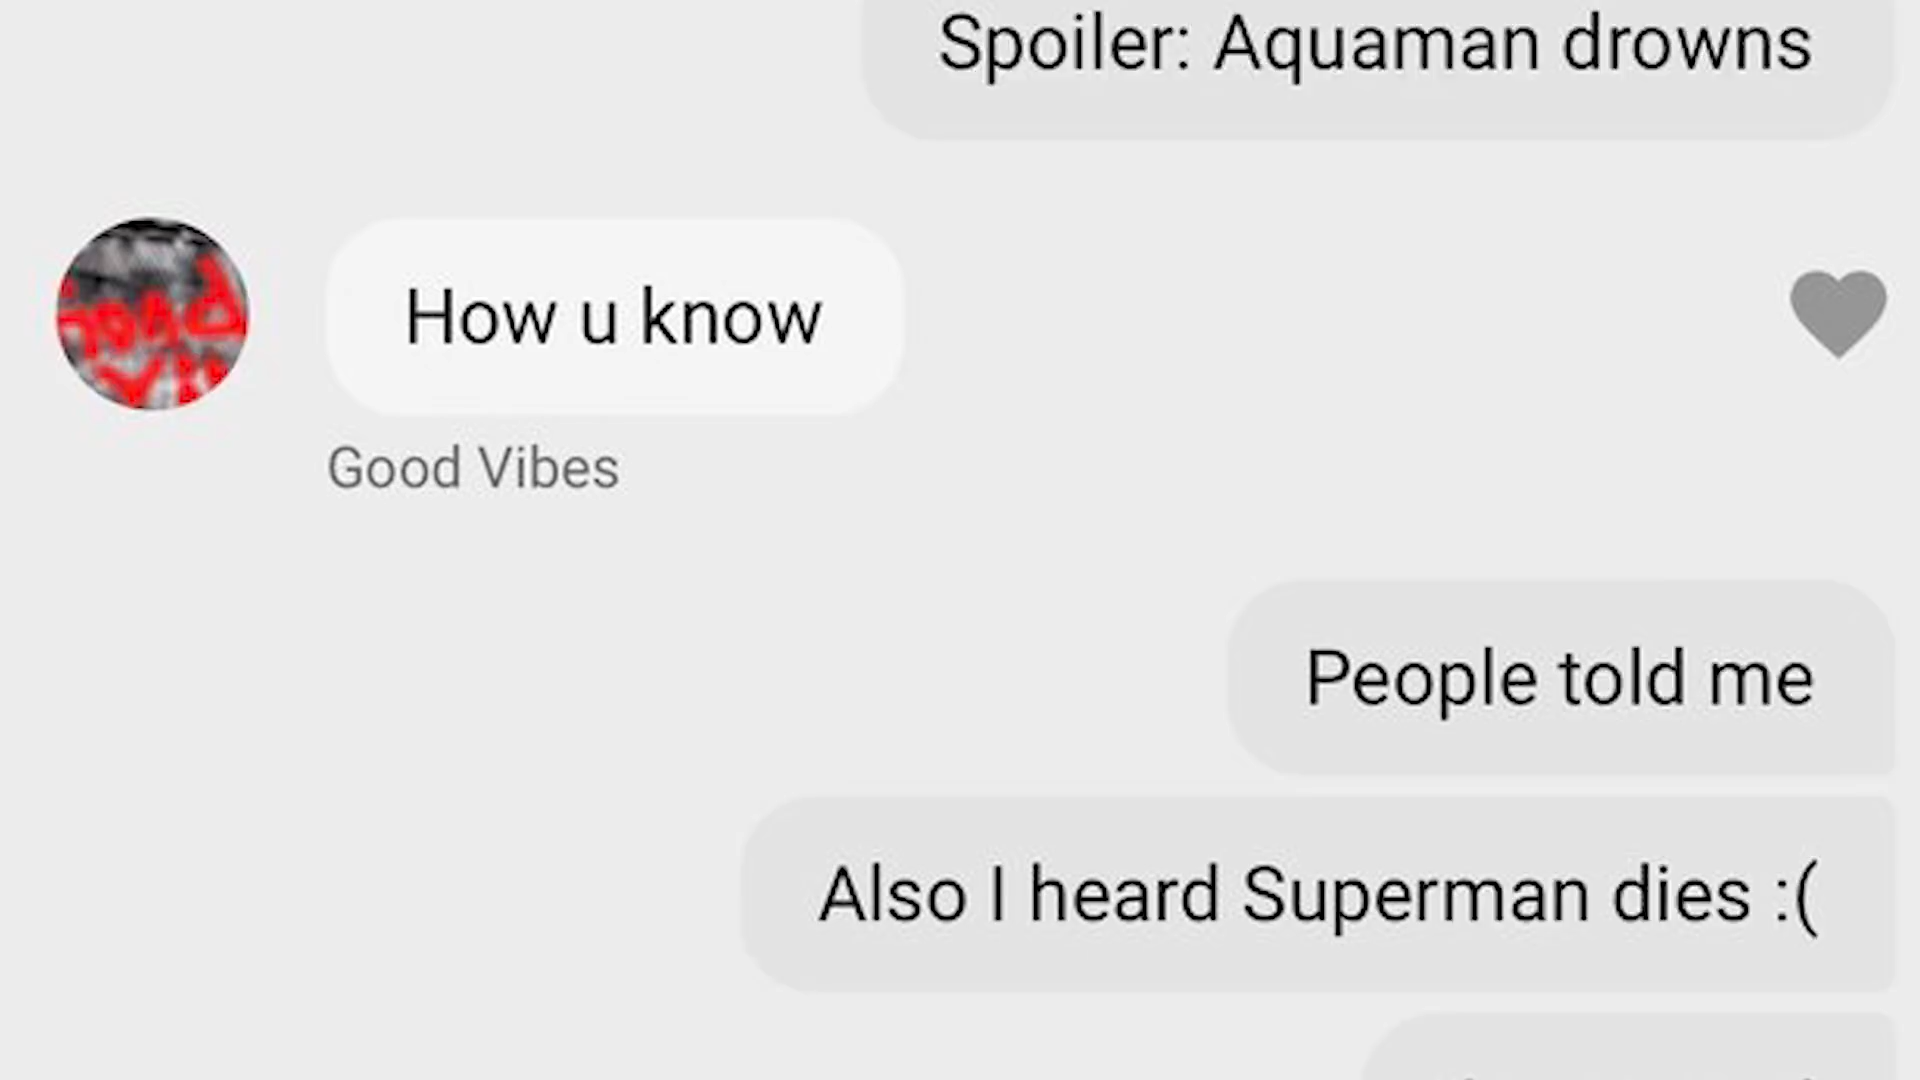 Spoiler: Aquaman drowns
How u know
Good Vibes
People told me
Also I heard Superman dies :(